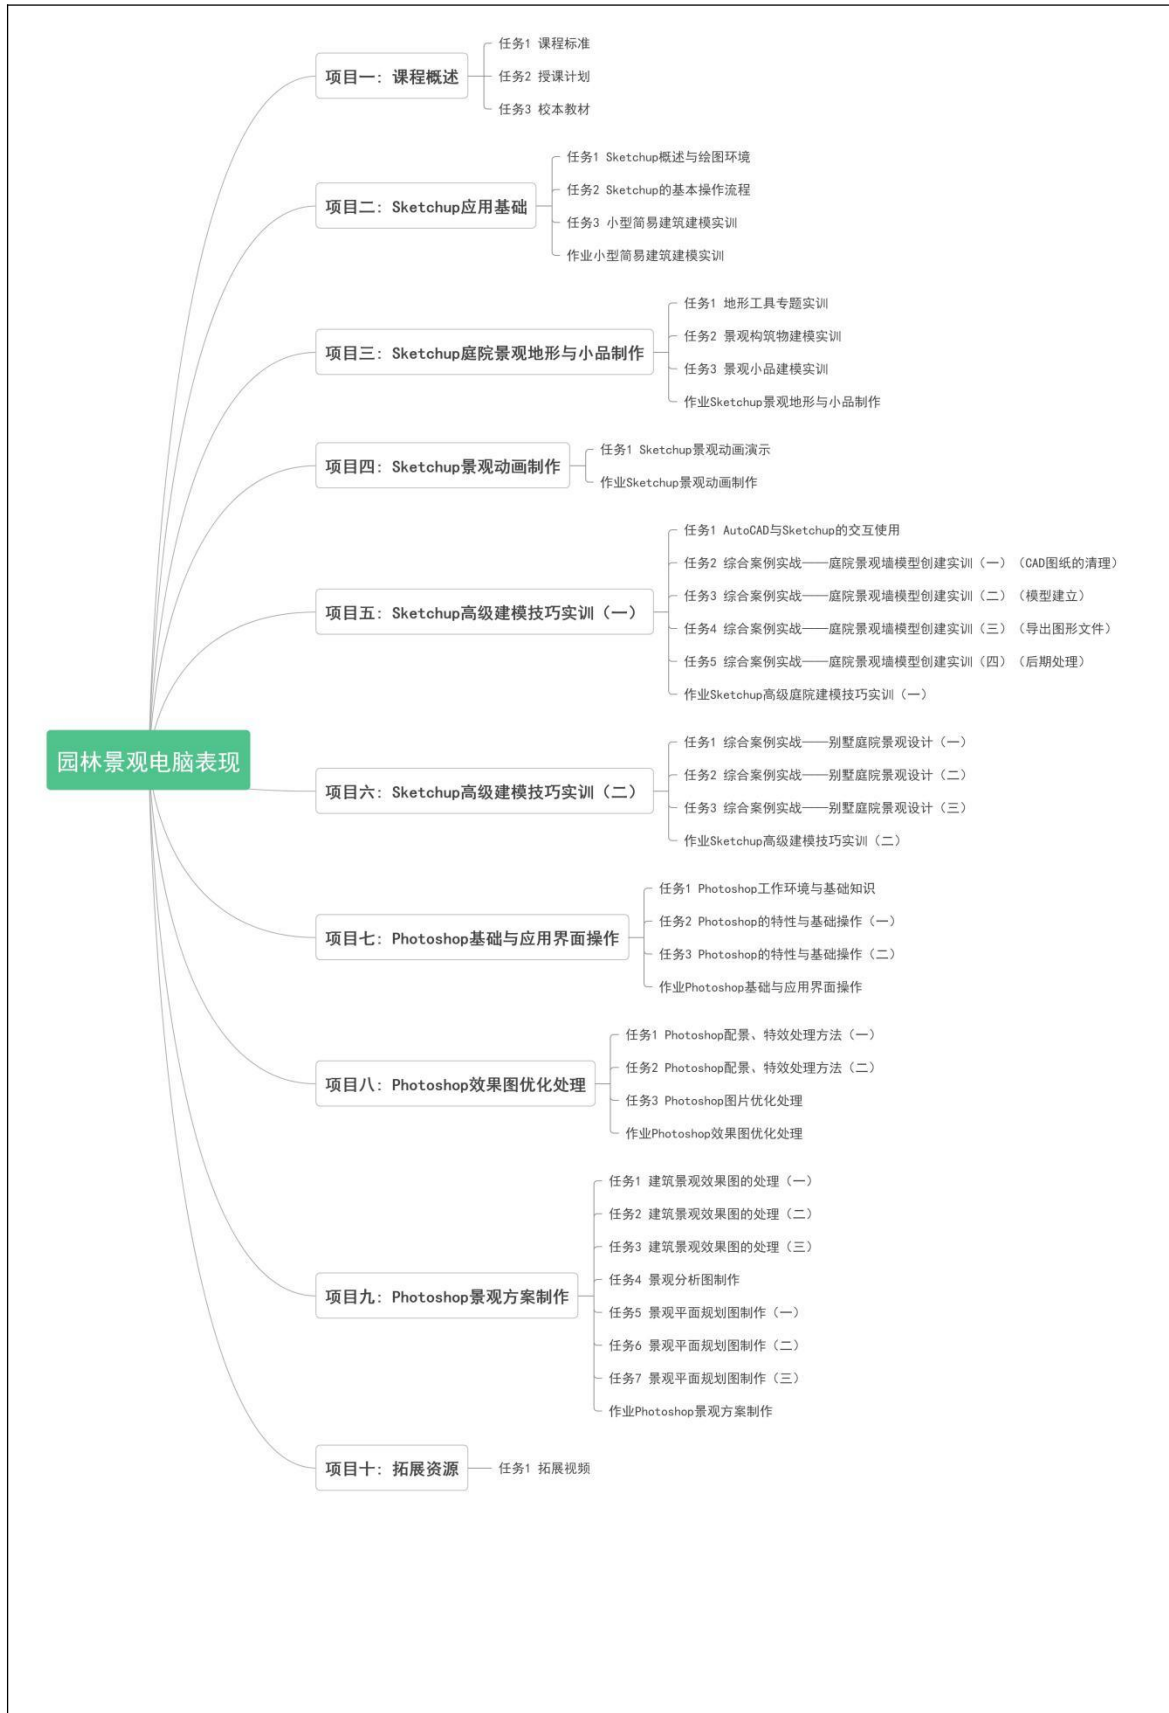 项目一：课程概述
任务1 课程标准
任务2 授课计划
任务3 校本教材
项目二：Sketchup应用基础
任务1 Sketchup概述与绘图环境
任务2 Sketchup的基本操作流程
任务3 小型简易建筑建模实训
作业小型简易建筑建模实训
项目三：Sketchup庭院景观地形与小品制作
任务1 地形工具专题实训
任务2 景观构筑物建模实训
任务3 景观小品建模实训
作业Sketchup景观地形与小品制作
项目四：Sketchup景观动画制作
任务1 Sketchup景观动画演示
作业Sketchup景观动画制作
项目五：Sketchup高级建模技巧实训（一）
任务1 AutoCAD与Sketchup的交互使用
任务2 综合案例实战——庭院景观墙模型创建实训（一）（CAD图纸的清理）
任务3 综合案例实战——庭院景观墙模型创建实训（二）（模型建立）
任务4 综合案例实战——庭院景观墙模型创建实训（三）（导出图形文件）
任务5 综合案例实战——庭院景观墙模型创建实训（四）（后期处理）
作业Sketchup高级庭院建模技巧实训（一）
园林景观电脑表现
项目六：Sketchup高级建模技巧实训（二）
任务1 综合案例实战——别墅庭院景观设计（一）
任务2 综合案例实战——别墅庭院景观设计（二）
任务3 综合案例实战——别墅庭院景观设计（三）
作业Sketchup高级建模技巧实训（二）
项目七：Photoshop基础与应用界面操作
任务1 Photoshop工作环境与基础知识
任务2 Photoshop的特性与基础操作（一）
任务3 Photoshop的特性与基础操作（二）
作业Photoshop基础与应用界面操作
项目八：Photoshop效果图优化处理
任务1 Photoshop配景、特效处理方法（一）
任务2 Photoshop配景、特效处理方法（二）
任务3 Photoshop图片优化处理
作业Photoshop效果图优化处理
项目九：Photoshop景观方案制作
任务1 建筑景观效果图的处理（一）
任务2 建筑景观效果图的处理（二）
任务3 建筑景观效果图的处理（三）
任务4 景观分析图制作
任务5 景观平面规划图制作（一）
任务6 景观平面规划图制作（二）
任务7 景观平面规划图制作（三）
作业Photoshop景观方案制作
项目十：拓展资源
任务1 拓展视频